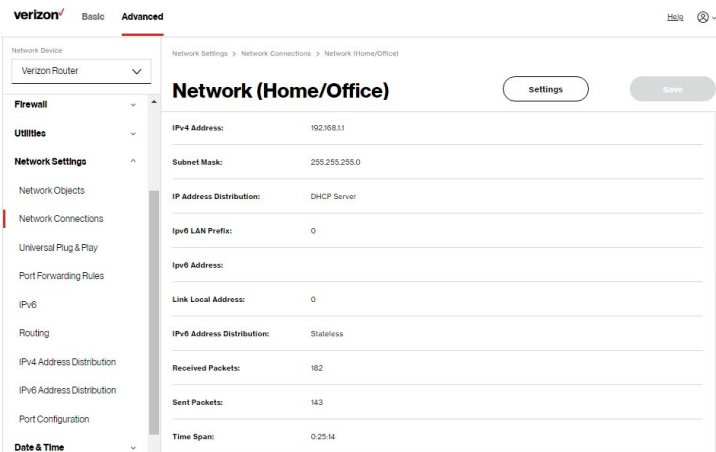 verizon✓ Basic Advanced Help
Network Device
Verizon Router
Firewall
Utilities
Network Settings
Network Objects
Network Connections
Universal Plug & Play
Port Forwarding Rules
IPv6
Routing
IPv4 Address Distribution
IPv6 Address Distribution
Port Configuration
Date & Time
Network Settings > Network Connections > Network (Home/Office)
Network (Home/Office) Settings Save
IPv4 Address: 192.168.1.1
Subnet Mask: 255.255.255.0
IP Address Distribution: DHCP Server
Ipv6 LAN Prefix: 0
Ipv6 Address:
Link Local Address: 0
IPv6 Address Distribution: Stateless
Received Packets: 182
Sent Packets: 143
Time Span: 0:25:14